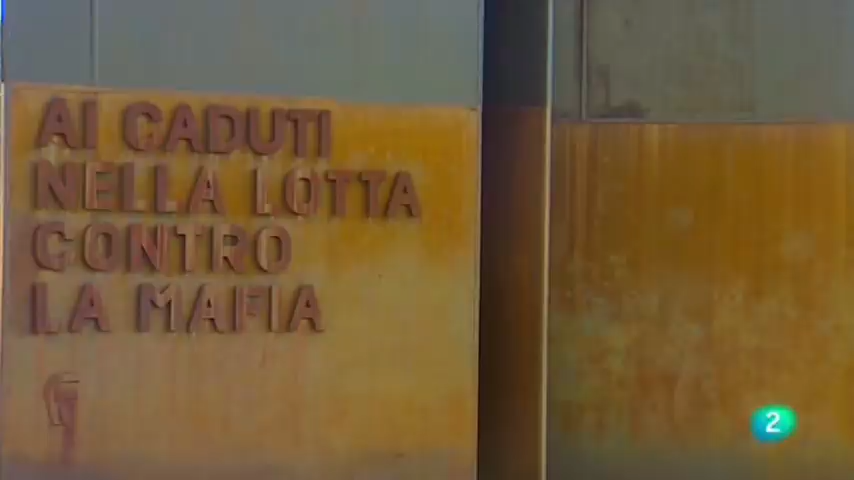 AI CADUTI
NELLA LOTTA
CONTRO
LA MAFIA
2